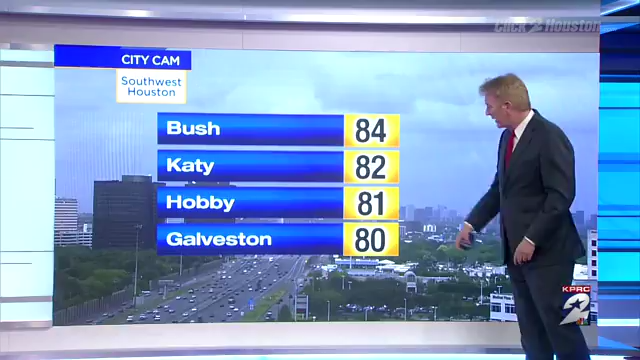 Click2Houston
CITY CAM
Southwest
Houston
Bush 84
Katy 82
Hobby 81
Galveston 80
KPRC
2